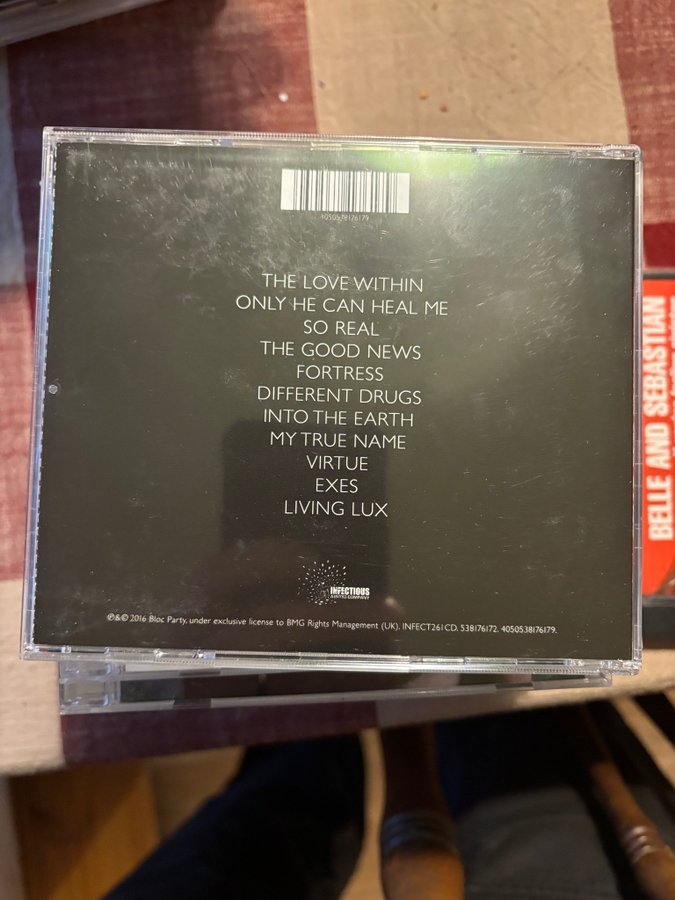 4050538176179
THE LOVE WITHIN
ONLY HE CAN HEAL ME
SO REAL
THE GOOD NEWS
FORTRESS
DIFFERENT DRUGS
INTO THE EARTH
MY TRUE NAME
VIRTUE
EXES
LIVING LUX
INFECTIOUS
℗&© 2016 Bloc Party, under exclusive license to BMG Rights Management (UK). INFECT261CD. 538176172. 4050538176179.
BELLE AND SEBASTIAN